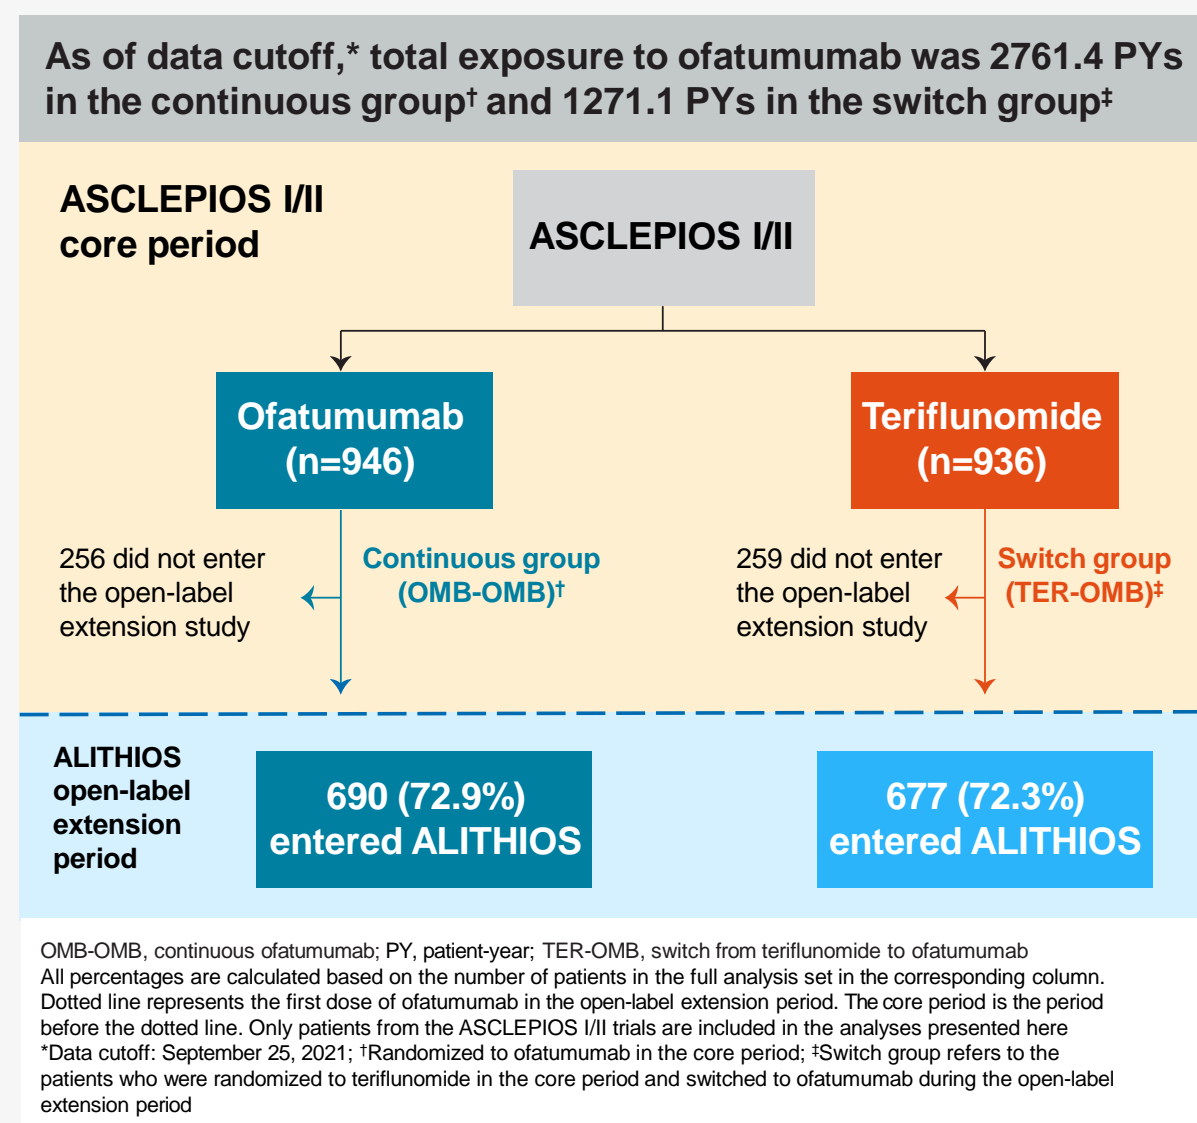 As of data cutoff,* total exposure to ofatumumab was 2761.4 PYs
in the continuous group† and 1271.1 PYs in the switch group‡
ASCLEPIOS I/II
core period
ASCLEPIOS I/II
Ofatumumab
(n=946)
Teriflunomide
(n=936)
256 did not enter
the open-label
extension study
Continuous group
(OMB-OMB)†
259 did not enter
the open-label
extension study
Switch group
(TER-OMB)‡
ALITHIOS
open-label
extension
period
690 (72.9%)
entered ALITHIOS
677 (72.3%)
entered ALITHIOS
OMB-OMB, continuous ofatumumab; PY, patient-year; TER-OMB, switch from teriflunomide to ofatumumab
All percentages are calculated based on the number of patients in the full analysis set in the corresponding column.
Dotted line represents the first dose of ofatumumab in the open-label extension period. The core period is the period
before the dotted line. Only patients from the ASCLEPIOS I/II trials are included in the analyses presented here
*Data cutoff: September 25, 2021; †Randomized to ofatumumab in the core period; ‡Switch group refers to the
patients who were randomized to teriflunomide in the core period and switched to ofatumumab during the open-label
extension period